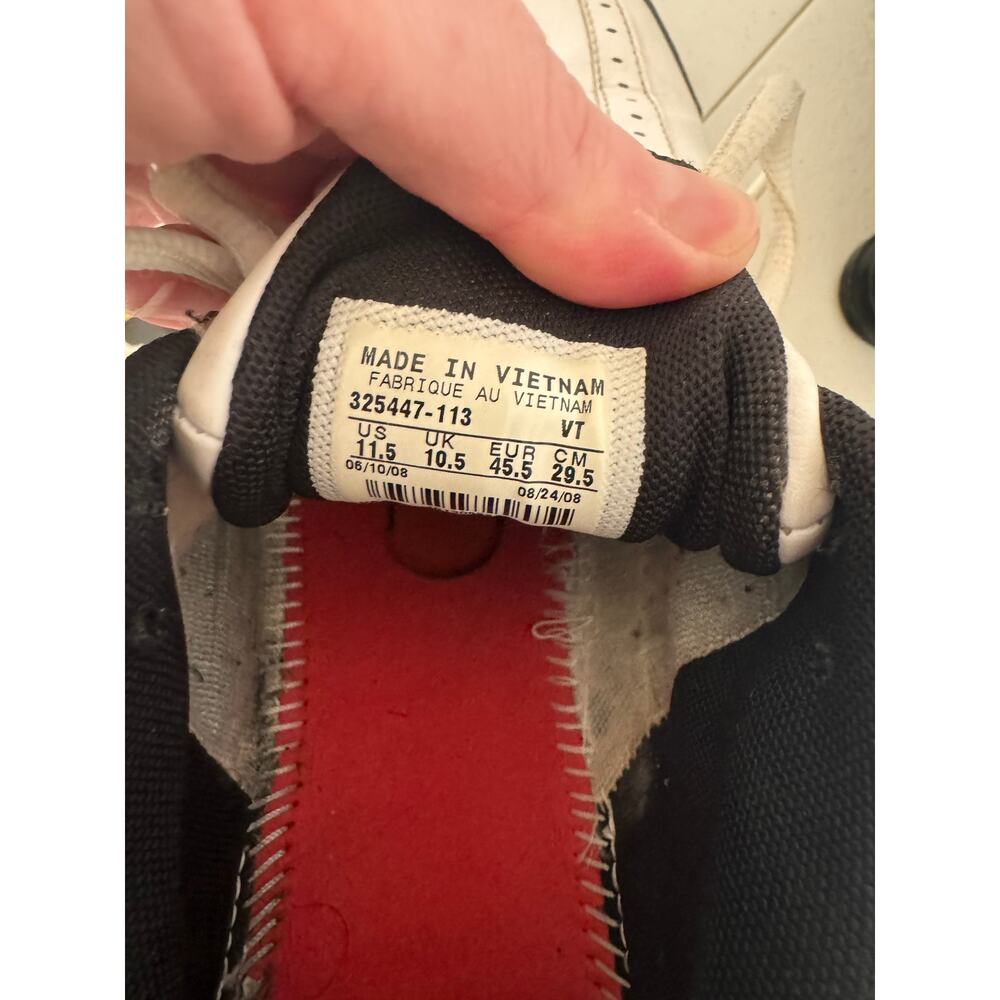 MADE IN VIETNAM
FABRIQUE AU VIETNAM
325447-113 VT
US UK EUR CM
11.5 10.5 45.5 29.5
06/10/08 08/24/08